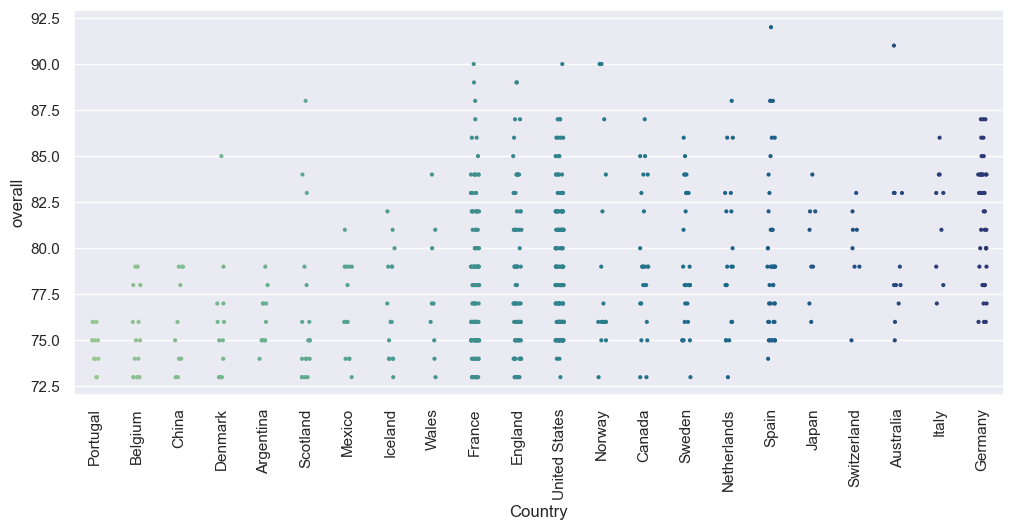 92.5
90.0
87.5
85.0
82.5
80.0
77.5
75.0
72.5
overall
Portugal
Belgium
China
Denmark
Argentina
Scotland
Mexico
Iceland
Wales
France
England
United States
Norway
Canada
Sweden
Netherlands
Spain
Japan
Switzerland
Australia
Italy
Germany
Country